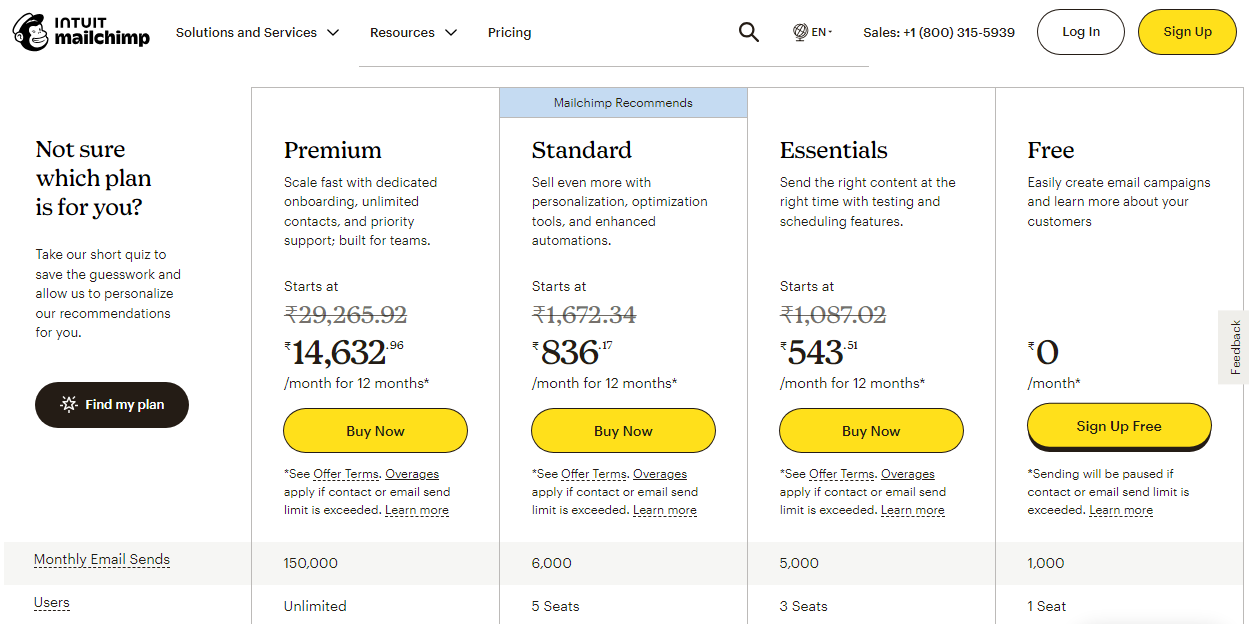 INTUIT
mailchimp
Solutions and Services
Resources
Pricing
EN
Sales: +1 (800) 315-5939
Log In
Sign Up
Not sure
which plan
is for you?
Take our short quiz to
save the guesswork and
allow us to personalize
our recommendations
for you.
Find my plan
Premium
Scale fast with dedicated
onboarding, unlimited
contacts, and priority
support; built for teams.
Starts at
₹29,265.92
₹14,632.96
/month for 12 months*
Buy Now
*See Offer Terms. Overages
apply if contact or email send
limit is exceeded. Learn more
Mailchimp Recommends
Standard
Sell even more with
personalization, optimization
tools, and enhanced
automations.
Starts at
₹1,672.34
₹836.17
/month for 12 months*
Buy Now
*See Offer Terms. Overages
apply if contact or email send
limit is exceeded. Learn more
Essentials
Send the right content at the
right time with testing and
scheduling features.
Starts at
₹1,087.02
₹543.51
/month for 12 months*
Buy Now
*See Offer Terms. Overages
apply if contact or email send
limit is exceeded. Learn more
Free
Easily create email campaigns
and learn more about your
customers
₹0
/month*
Sign Up Free
*Sending will be paused if
contact or email send limit is
exceeded. Learn more
Feedback
Monthly Email Sends 150,000 6,000 5,000 1,000
Users Unlimited 5 Seats 3 Seats 1 Seat